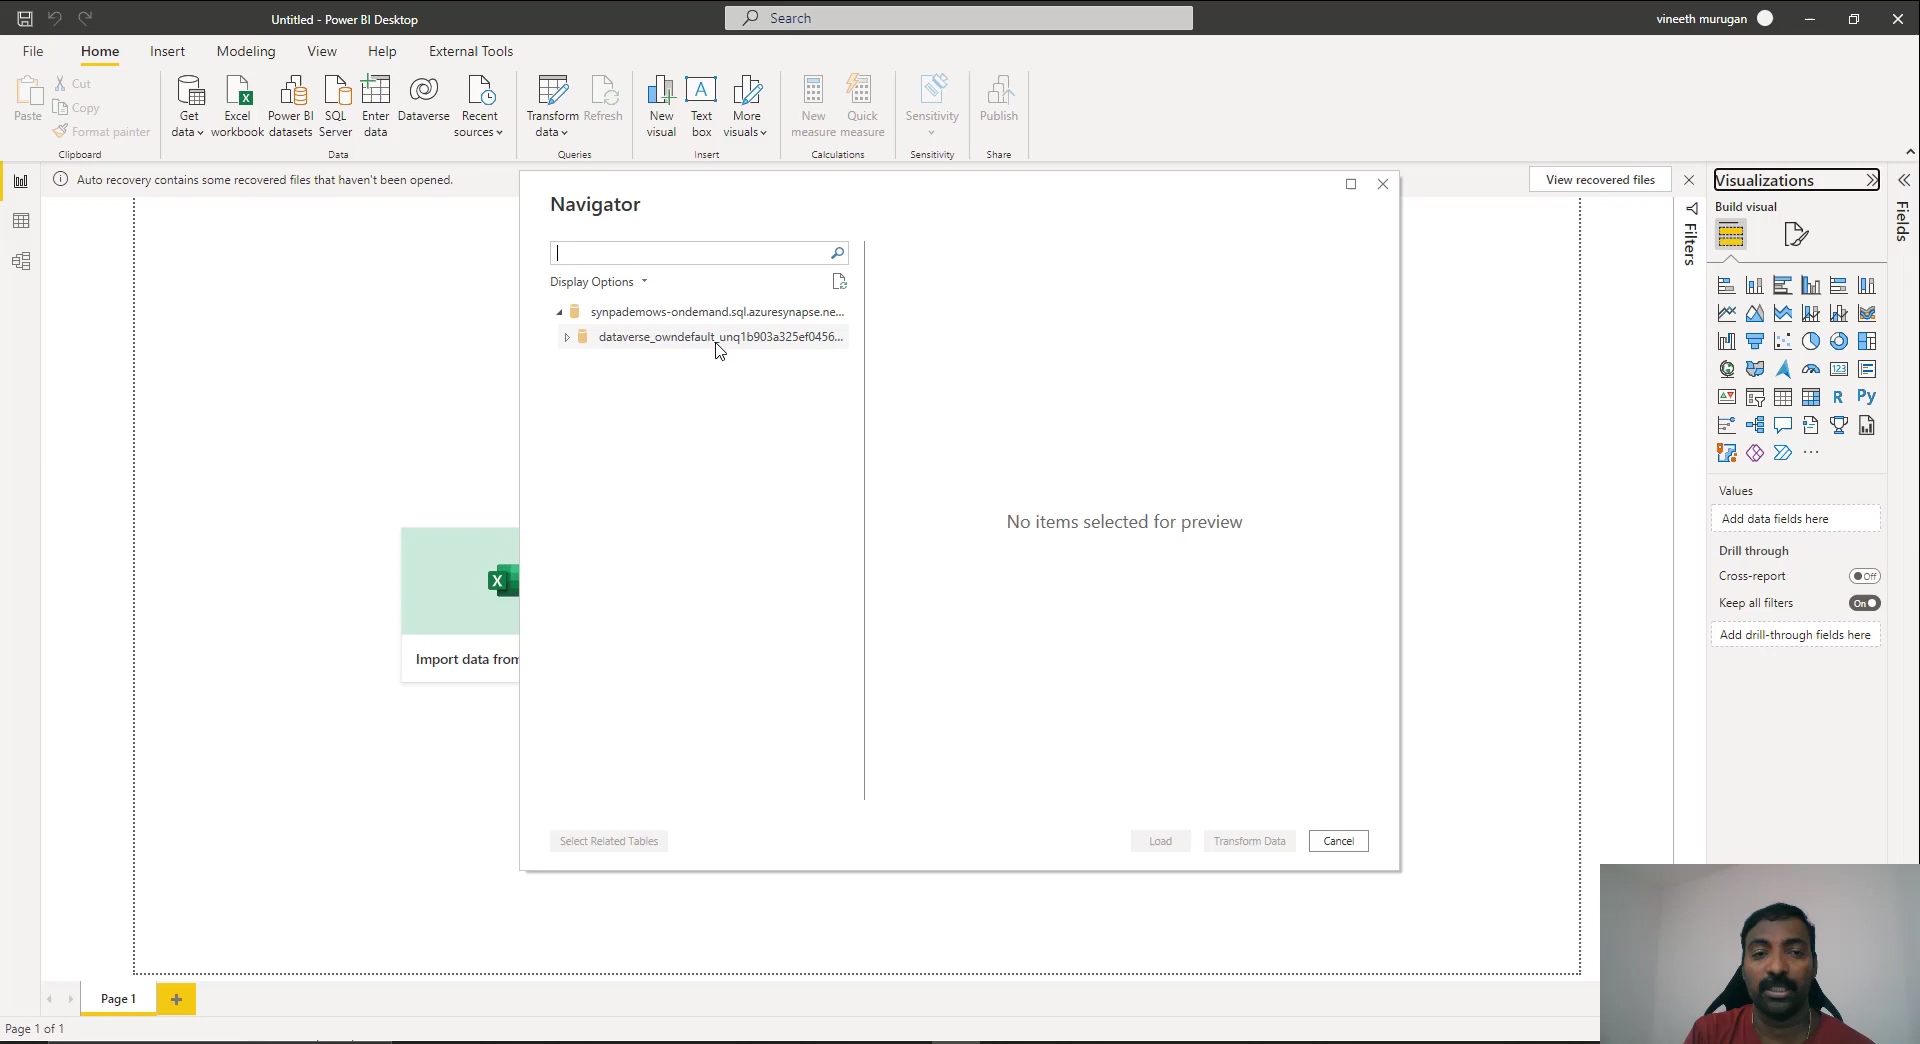 Untitled - Power BI Desktop
Search
vineeth murugan
File
Home
Insert
Modeling
View
Help
External Tools
Paste
Cut
Copy
Format painter
Clipboard
Get data
Excel workbook
Power BI datasets
SQL Server
Enter data
Dataverse
Recent sources
Data
Transform data
Refresh
Queries
New visual
Text box
More visuals
Insert
New measure
Quick measure
Calculations
Sensitivity
Sensitivity
Publish
Share
Auto recovery contains some recovered files that haven't been opened.
View recovered files
Navigator
Display Options
synpademows-ondemand.sql.azuresynapse.ne...
dataverse_owndefault_unq1b903a325ef0456...
No items selected for preview
Select Related Tables
Load
Transform Data
Cancel
Import data from
Filters
Visualizations
Fields
Build visual
123
R
Py
Values
Add data fields here
Drill through
Cross-report
Off
Keep all filters
On
Add drill-through fields here
Page 1
Page 1 of 1